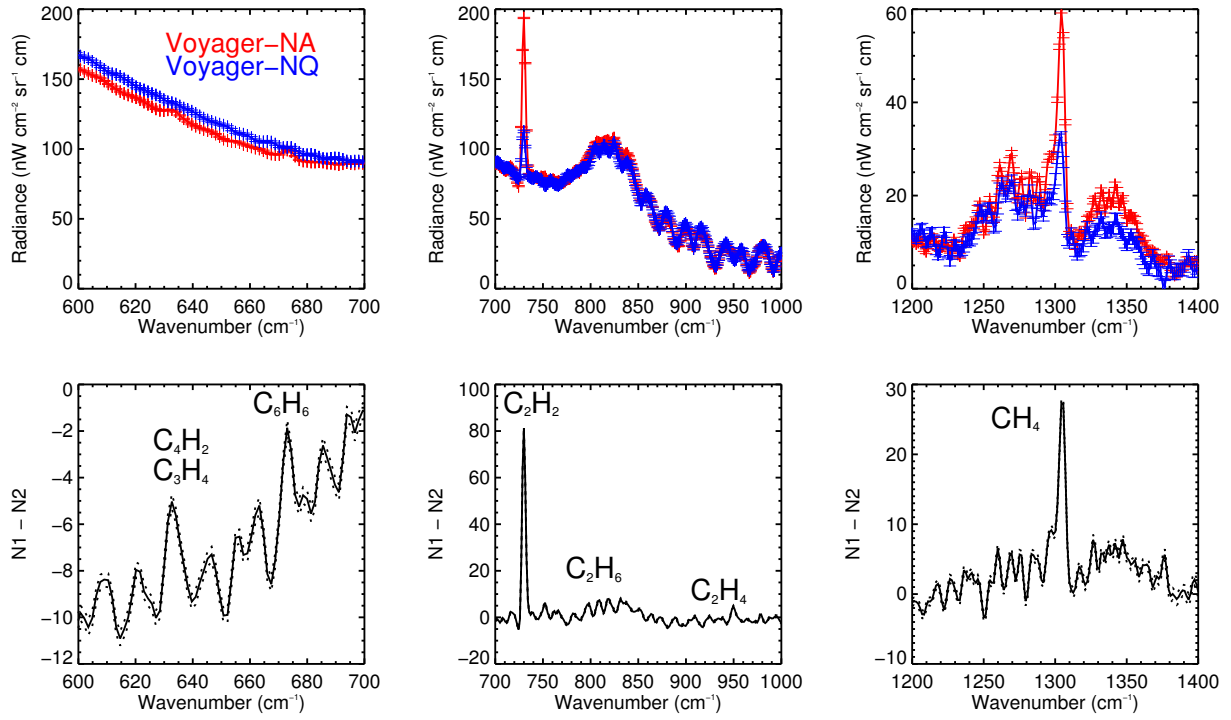 200
150
100
50
0
Radiance (nW cm⁻² sr⁻¹ cm)
Voyager−NA
Voyager−NQ
600 620 640 660 680 700
Wavenumber (cm⁻¹)
200
150
100
50
0
Radiance (nW cm⁻² sr⁻¹ cm)
700 750 800 850 900 950 1000
Wavenumber (cm⁻¹)
60
40
20
0
Radiance (nW cm⁻² sr⁻¹ cm)
1200 1250 1300 1350 1400
Wavenumber (cm⁻¹)
0
−2
−4
−6
−8
−10
−12
N1 − N2
C₆H₆
C₄H₂
C₃H₄
600 620 640 660 680 700
Wavenumber (cm⁻¹)
100
80
60
40
20
0
−20
N1 − N2
C₂H₂
C₂H₆
C₂H₄
700 750 800 850 900 950 1000
Wavenumber (cm⁻¹)
30
20
10
0
−10
N1 − N2
CH₄
1200 1250 1300 1350 1400
Wavenumber (cm⁻¹)